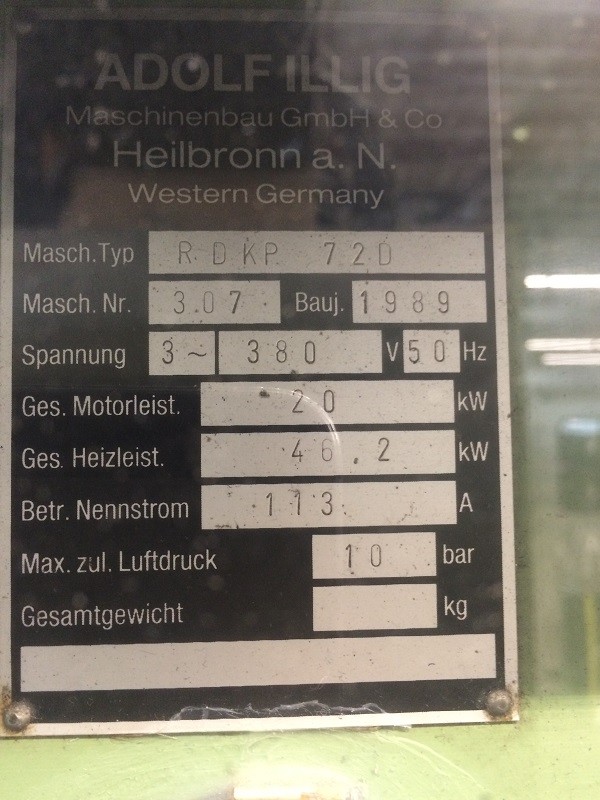 ADOLF ILLIG
Maschinenbau GmbH & Co
Heilbronn a. N.
Western Germany
Masch.Typ RDKP 72D
Masch. Nr. 3.07 Bauj. 1989
Spannung 3~ 380 V 50 Hz
Ges. Motorleist. 20 kW
Ges. Heizleist. 46.2 kW
Betr. Nennstrom 113 A
Max. zul. Luftdruck 10 bar
Gesamtgewicht kg